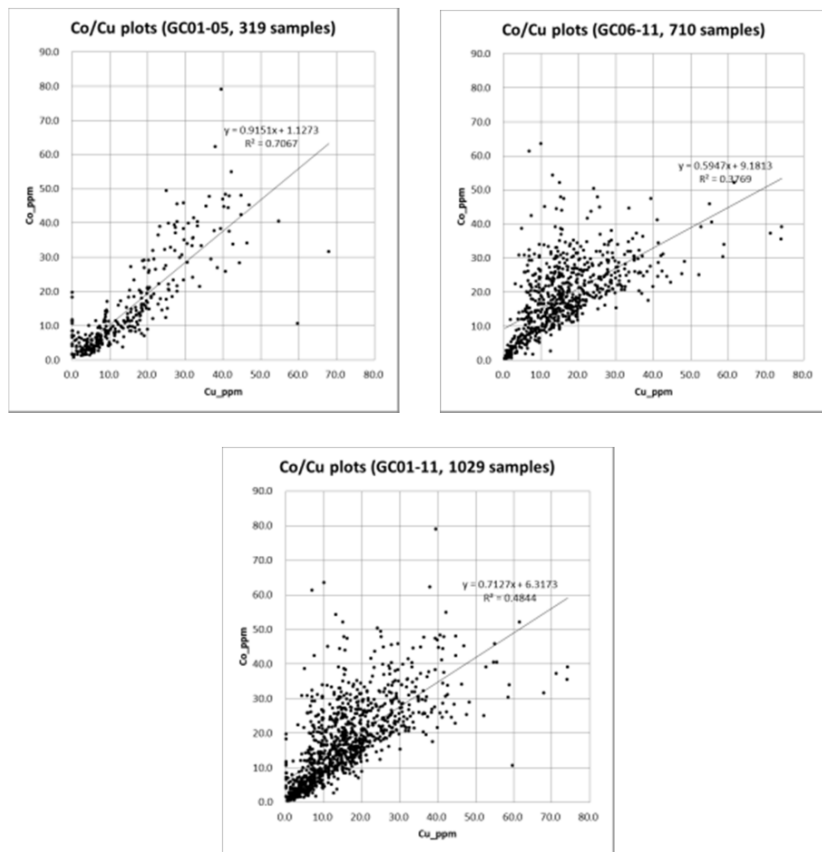 Co/Cu plots (GC01-05, 319 samples)
90.0
80.0
70.0
60.0
50.0
40.0
30.0
20.0
10.0
0.0
Co_ppm
y = 0.9151x + 1.1273
R² = 0.7067
0.0 10.0 20.0 30.0 40.0 50.0 60.0 70.0 80.0
Cu_ppm
Co/Cu plots (GC06-11, 710 samples)
90.0
80.0
70.0
60.0
50.0
40.0
30.0
20.0
10.0
0.0
Co_ppm
y = 0.5947x + 9.1813
R² = 0.3769
0.0 10.0 20.0 30.0 40.0 50.0 60.0 70.0 80.0
Cu_ppm
Co/Cu plots (GC01-11, 1029 samples)
90.0
80.0
70.0
60.0
50.0
40.0
30.0
20.0
10.0
0.0
Co_ppm
y = 0.7127x + 6.3173
R² = 0.4844
0.0 10.0 20.0 30.0 40.0 50.0 60.0 70.0 80.0
Cu_ppm